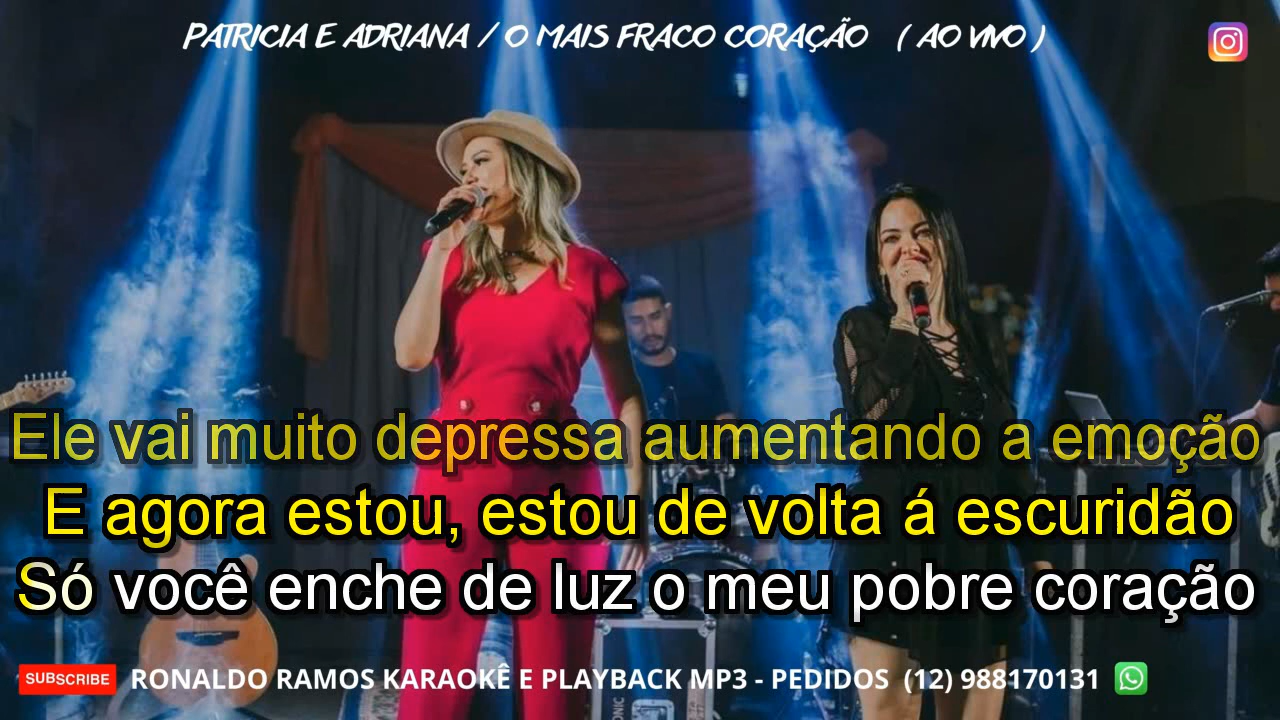 PATRICIA E ADRIANA / O MAIS FRACO CORAÇÃO ( AO VIVO )
Ele vai muito depressa aumentando a emoção
E agora estou, estou de volta á escuridão
Só você enche de luz o meu pobre coração
SUBSCRIBE RONALDO RAMOS KARAOKÊ E PLAYBACK MP3 - PEDIDOS (12) 988170131